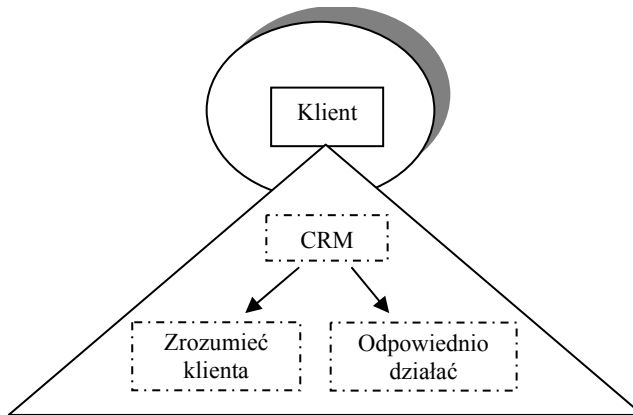 Klient
CRM
Zrozumieć
klienta
Odpowiednio
działać